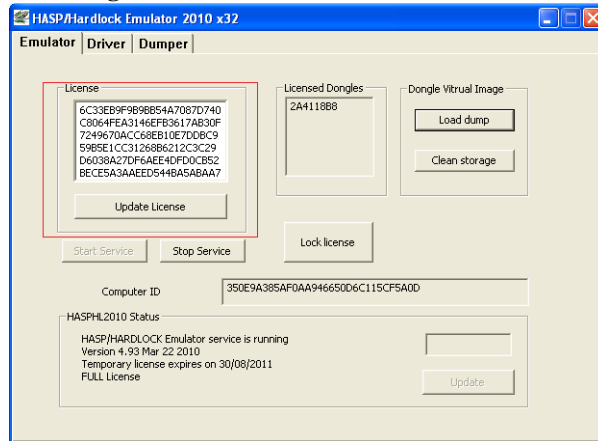 HASP/Hardlock Emulator 2010 x32
Emulator Driver Dumper
License
6C33EB9F9B9BB54A7087D740
C8064FEA3146EFB3617AB30F
7249670ACC68EB10E7DDBC9
59B5E1CC31268B6212C3C29
D6038A27DF6AEE4DFD0CB52
BECE5A3AAEED544BA5ABAA7
Update License
Licensed Dongles
2A4118B8
Dongle Vitrual Image
Load dump
Clean storage
Start Service
Stop Service
Lock license
Computer ID
350E9A385AF0AA946650D6C115CF5A0D
HASPHL2010 Status
HASP/HARDLOCK Emulator service is running
Version 4.93 Mar 22 2010
Temporary license expires on 30/08/2011
FULL License
Update